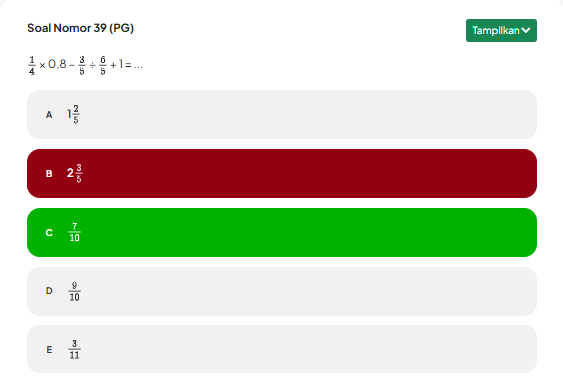 Soal Nomor 39 (PG)
Tampilkan
1/4 × 0,8 − 3/5 ÷ 6/5 + 1 = ...
A 1 2/5
B 2 3/5
C 7/10
D 9/10
E 3/11